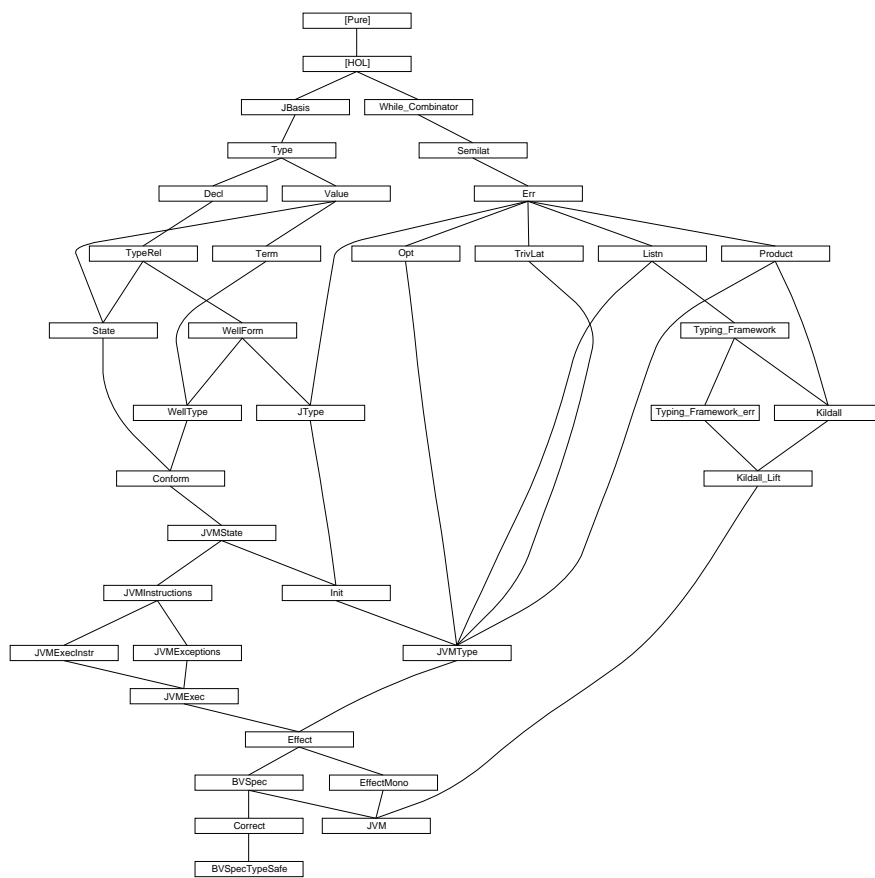 [Pure]
[HOL]
JBasis
While_Combinator
Type
Semilat
Decl
Value
Err
TypeRel
Term
Opt
TrivLat
Listn
Product
State
WellForm
Typing_Framework
WellType
JType
Typing_Framework_err
Kildall
Conform
Kildall_Lift
JVMState
JVMInstructions
Init
JVMExecInstr
JVMExceptions
JVMType
JVMExec
Effect
BVSpec
EffectMono
Correct
JVM
BVSpecTypeSafe